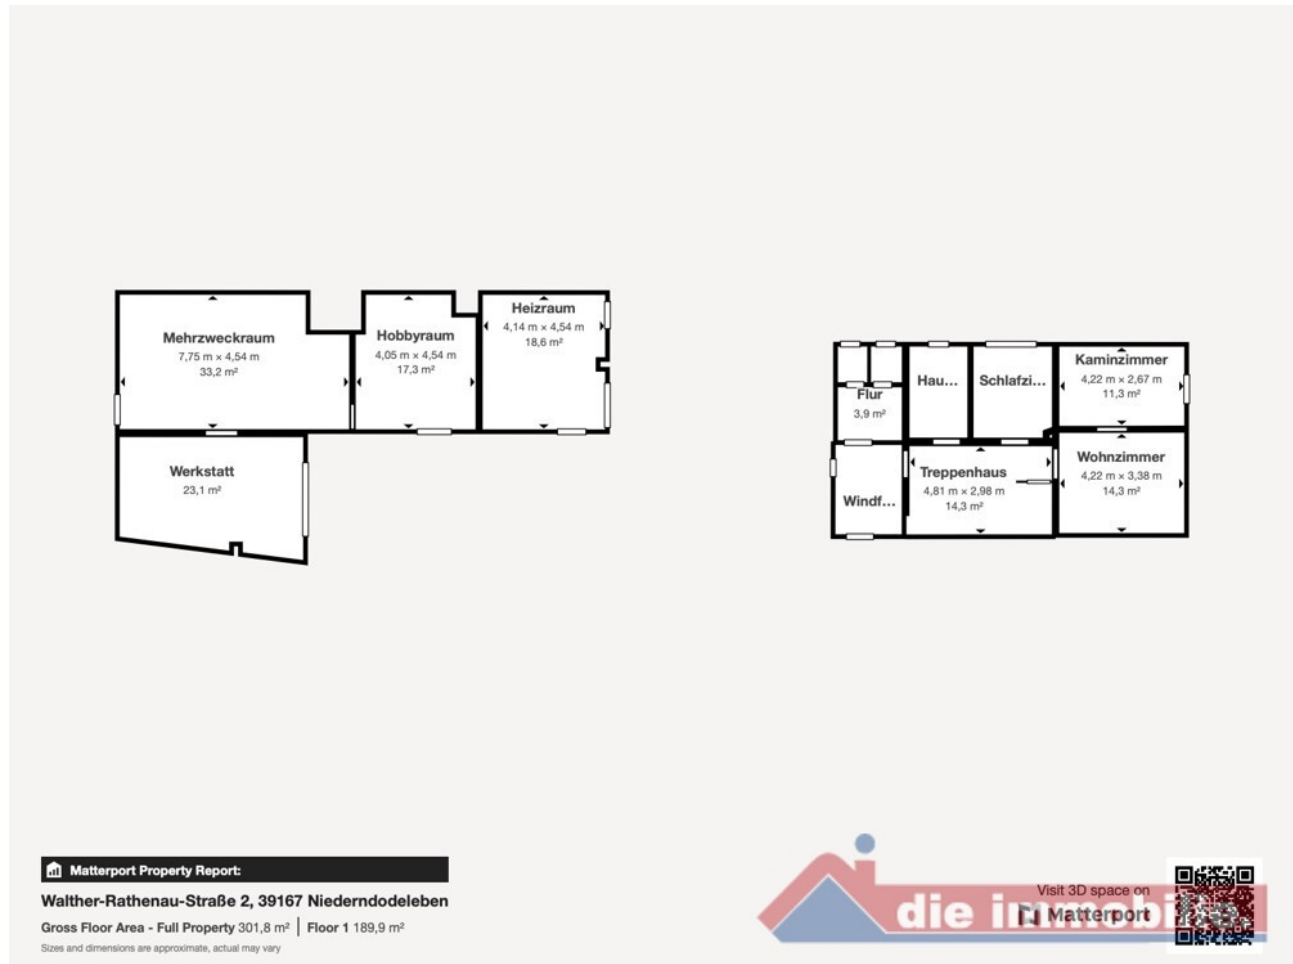 Mehrzweckraum
7,75 m × 4,54 m
33,2 m²
Hobbyraum
4,05 m × 4,54 m
17,3 m²
Heizraum
4,14 m × 4,54 m
18,6 m²
Werkstatt
23,1 m²
Flur
3,9 m²
Hau...
Schlafzi...
Kaminzimmer
4,22 m × 2,67 m
11,3 m²
Windf...
Treppenhaus
4,81 m × 2,98 m
14,3 m²
Wohnzimmer
4,22 m × 3,38 m
14,3 m²
Matterport Property Report:
Walther-Rathenau-Straße 2, 39167 Niederndodeleben
Gross Floor Area - Full Property 301,8 m² | Floor 1 189,9 m²
Sizes and dimensions are approximate, actual may vary
Visit 3D space on
Matterport
die immobilie